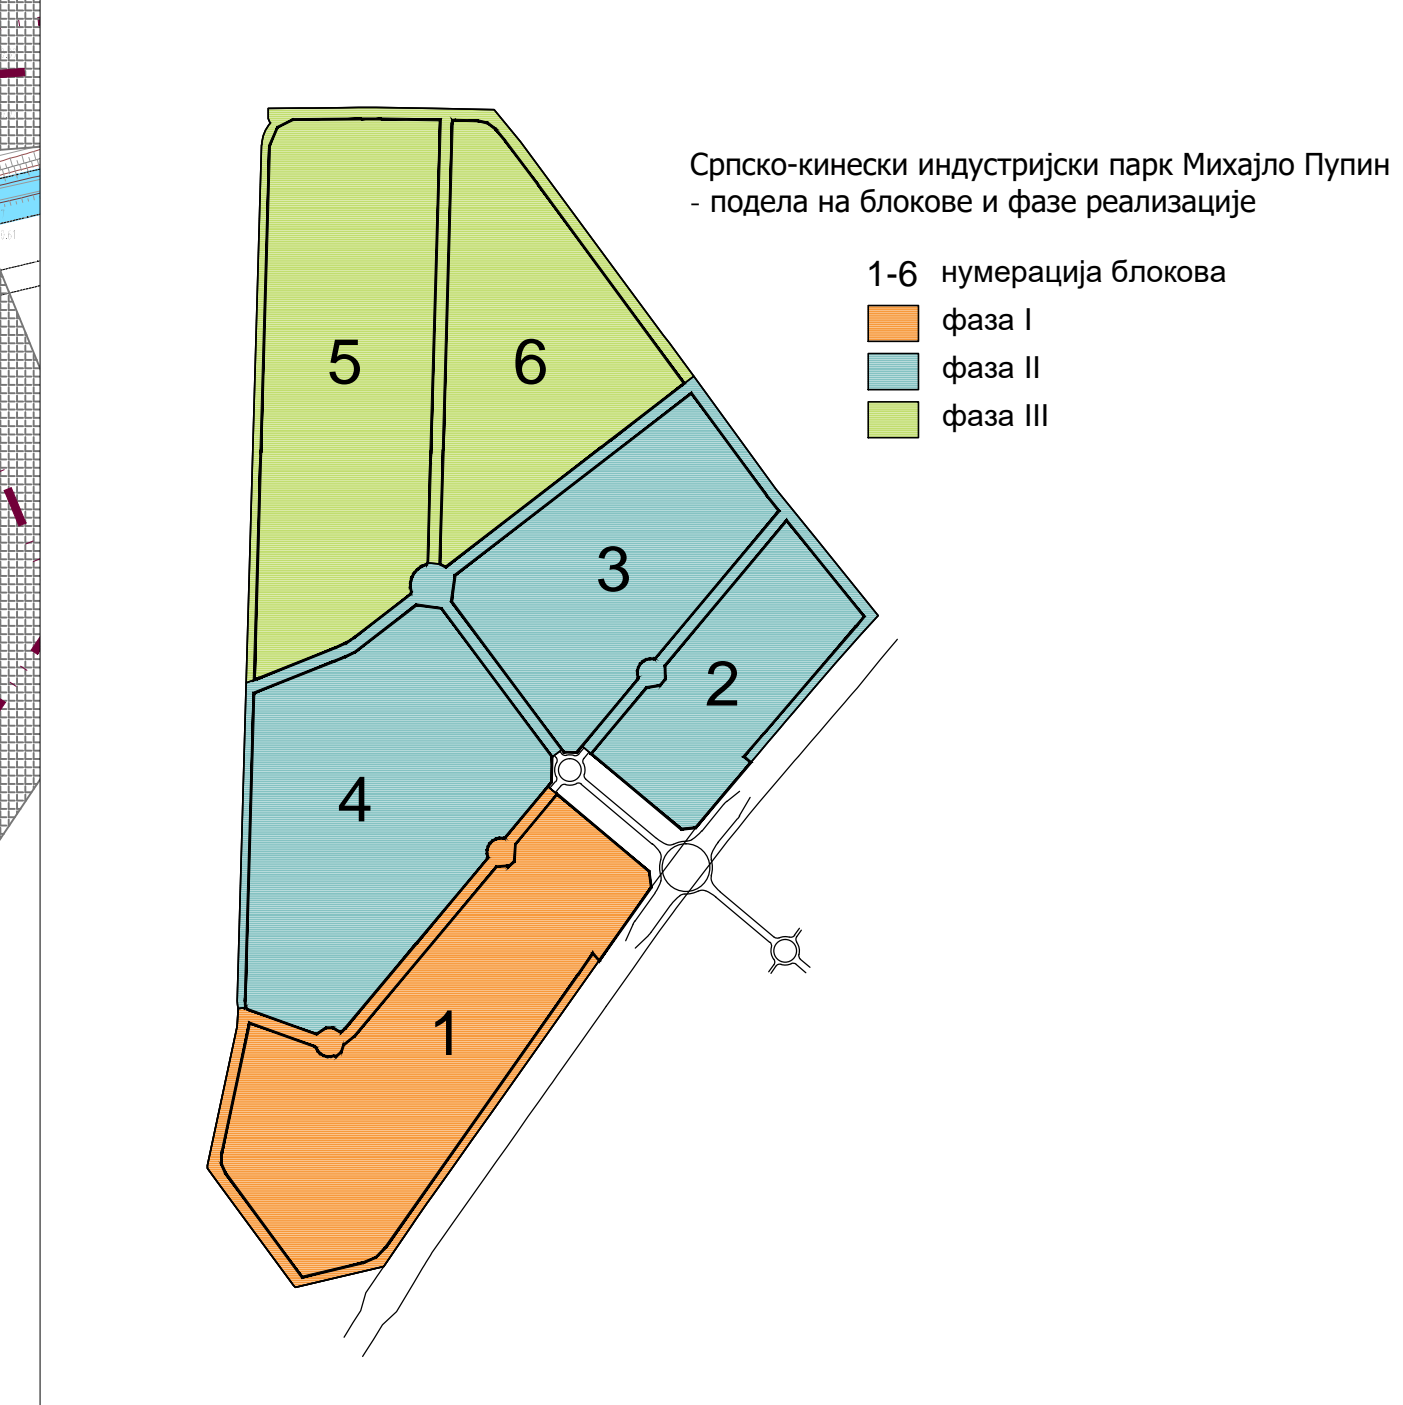 Српско-кинески индустријски парк Михајло Пупин
- подела на блокове и фазе реализације
1-6 нумерација блокова
фаза I
фаза II
фаза III
5
6
3
2
4
1